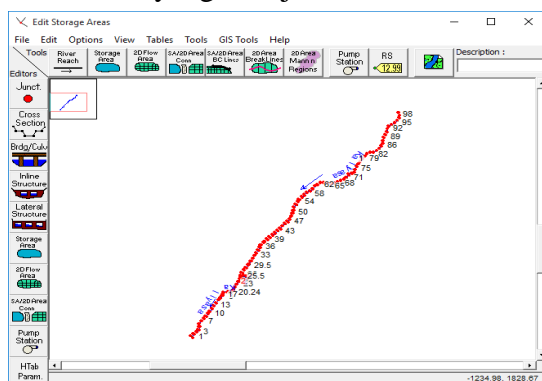 Edit Storage Areas
File Edit Options View Tables Tools GIS Tools Help
Tools
Editors
River Reach
Storage Area
2D Flow Area
SA/2D Area Conn
SA/2D Area BC Lines
2D Area BreakLines
2D Area Mann n Regions
Pump Station
RS
12.99
Description :
Junct.
Cross Section
Brdg/Culv
Inline Structure
Lateral Structure
Storage Area
2D Flow Area
SA/2D Area Conn
Pump Station
HTab Param.
98
95
92
89
86
82
79
75
71
68
65
62
58
54
50
47
43
39
36
33
29.5
25.5
23
20.24
17
13
10
7
3
1
-1234.98, 1828.67